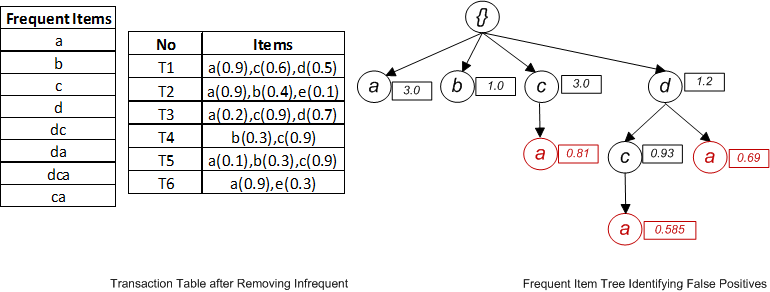 Frequent Items
a
b
c
d
dc
da
dca
ca
No Items
T1 a(0.9),c(0.6),d(0.5)
T2 a(0.9),b(0.4),e(0.1)
T3 a(0.2),c(0.9),d(0.7)
T4 b(0.3),c(0.9)
T5 a(0.1),b(0.3),c(0.9)
T6 a(0.9),e(0.3)
{}
a 3.0 b 1.0 c 3.0 d 1.2
a 0.81 c 0.93 a 0.69
a 0.585
Transaction Table after Removing Infrequent
Frequent Item Tree Identifying False Positives